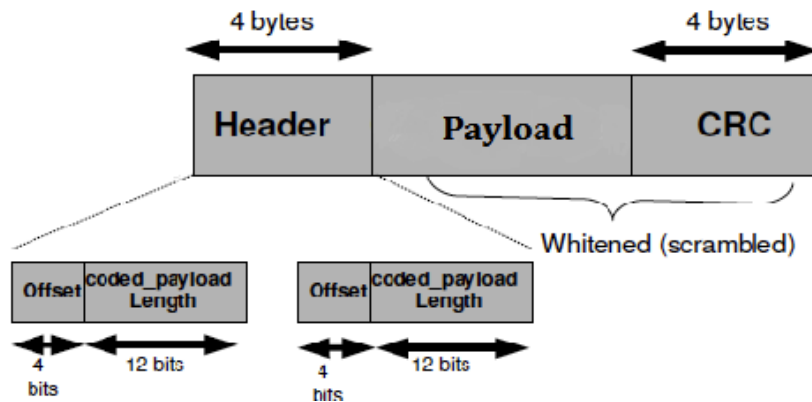 4 bytes 4 bytes
Header Payload CRC
Whitened (scrambled)
Offset coded_payload Length Offset coded_payload Length
4 bits 12 bits 4 bits 12 bits